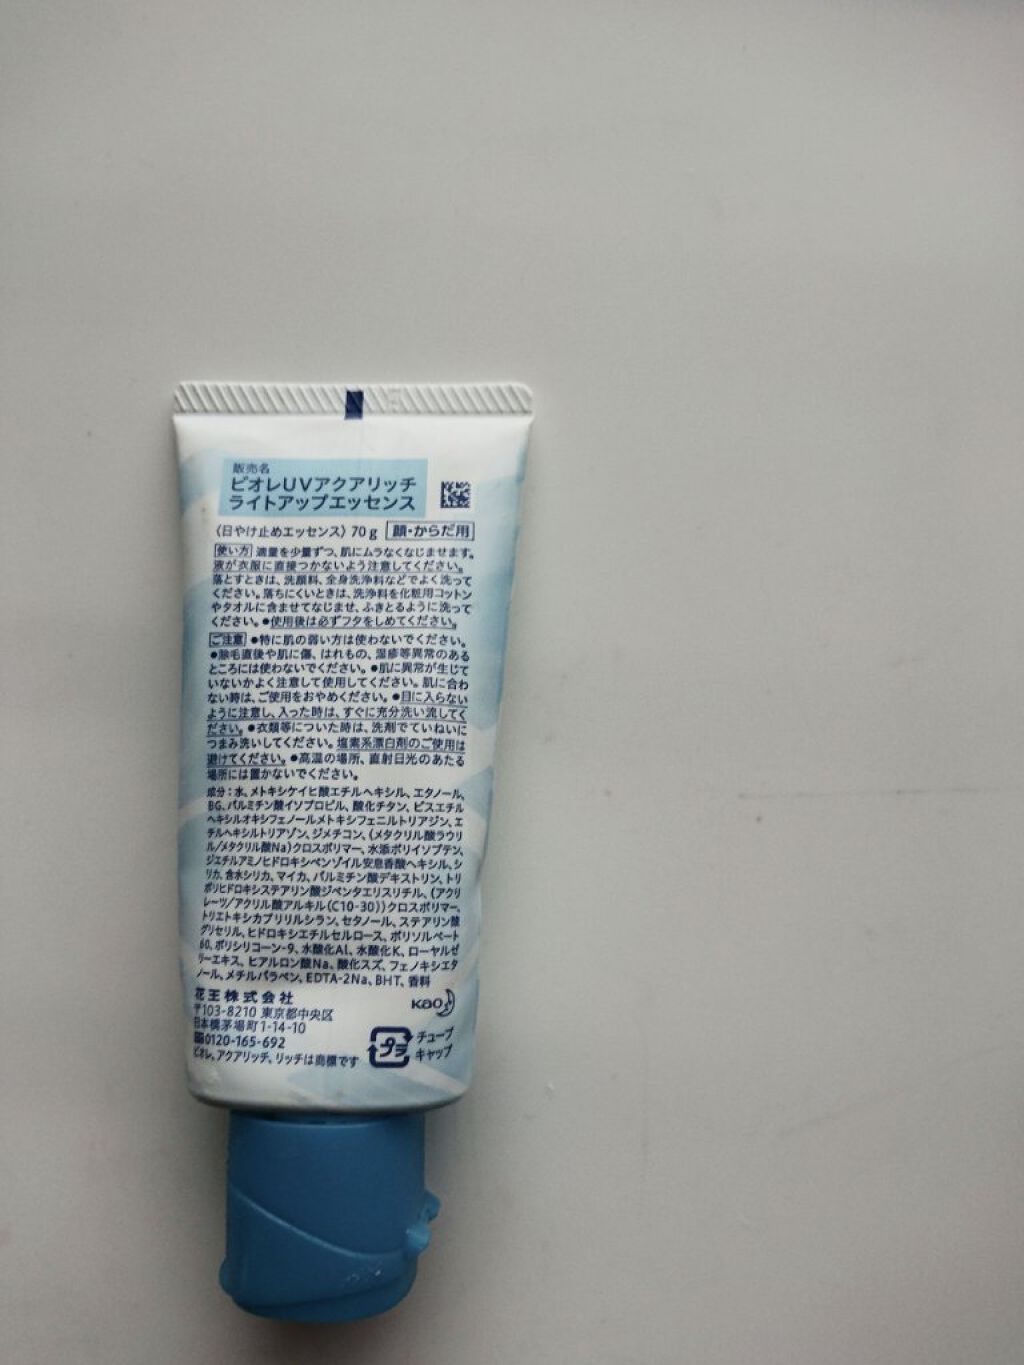 販売名
ビオレUVアクアリッチ
ライトアップエッセンス
〈日やけ止めエッセンス〉70g 顔・からだ用
使い方 適量を少量ずつ、肌にムラなくなじませます。
液が衣服に直接つかないよう注意してください。
落とすときは、洗顔料、全身洗浄料などでよく洗って
ください。落ちにくいときは、洗浄料を化粧用コットン
やタオルに含ませてなじませ、ふきとるように洗って
ください。●使用後は必ずフタをしめてください。
ご注意 ●特に肌の弱い方は使わないでください。
●除毛直後や肌に傷、はれもの、湿疹等異常のある
ところには使わないでください。●肌に異常が生じて
いないかよく注意して使用してください。肌に合わ
ない時は、ご使用をおやめください。●目に入らない
ように注意し、入った時は、すぐに充分洗い流してく
ださい。●衣類等についた時は、洗剤でていねいに
つまみ洗いしてください。塩素系漂白剤のご使用は
避けてください。●高温の場所、直射日光のあたる
場所には置かないでください。
成分：水、メトキシケイヒ酸エチルヘキシル、エタノール、
BG、パルミチン酸イソプロピル、酸化チタン、ビスエチル
ヘキシルオキシフェノールメトキシフェニルトリアジン、エ
チルヘキシルトリアゾン、ジメチコン、(メタクリル酸ラウリ
ル/メタクリル酸Na)クロスポリマー、水添ポリイソブテン、
ジエチルアミノヒドロキシベンゾイル安息香酸ヘキシル、シ
リカ、含水シリカ、マイカ、パルミチン酸デキストリン、トリ
ポリヒドロキシステアリン酸ジペンタエリスリチル、(アクリ
レーツ/アクリル酸アルキル(C10-30))クロスポリマー、
トリエトキシカプリリルシラン、セタノール、ステアリン酸
グリセリル、ヒドロキシエチルセルロース、ポリソルベート
60、ポリシリコーン-9、水酸化Al、水酸化K、ローヤルゼ
リーエキス、ヒアルロン酸Na、酸化スズ、フェノキシエタ
ノール、メチルパラベン、EDTA-2Na、BHT、香料
花王株式会社
〒103-8210 東京都中央区
日本橋茅場町1-14-10
0120-165-692
ビオレ、アクアリッチ、リッチは商標です
Kao
プラ
チューブ
キャップ